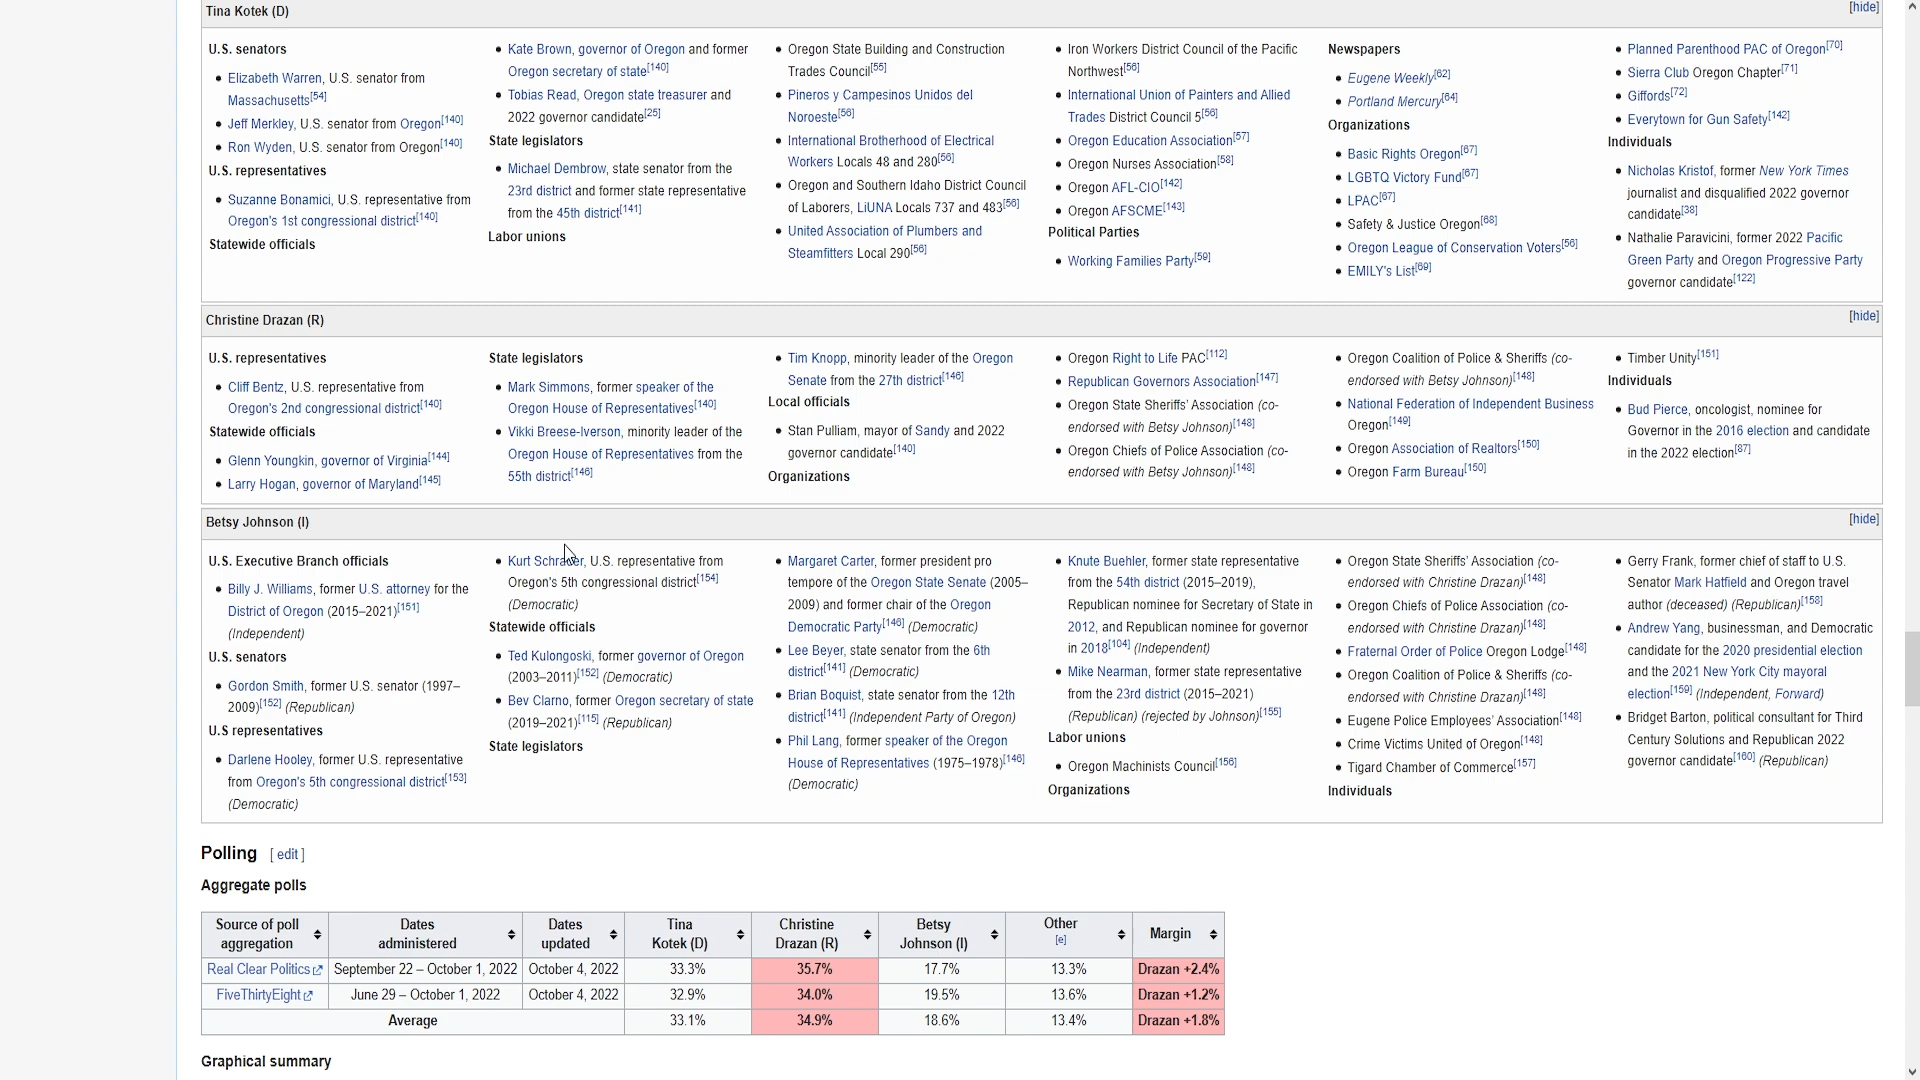 Tina Kotek (D)
[hide]
U.S. senators
Elizabeth Warren, U.S. senator from
Massachusetts[54]
Jeff Merkley, U.S. senator from Oregon[140]
Ron Wyden, U.S. senator from Oregon[140]
U.S. representatives
Suzanne Bonamici, U.S. representative from
Oregon's 1st congressional district[140]
Statewide officials
Kate Brown, governor of Oregon and former
Oregon secretary of state[140]
Tobias Read, Oregon state treasurer and
2022 governor candidate[25]
State legislators
Michael Dembrow, state senator from the
23rd district and former state representative
from the 45th district[141]
Labor unions
Oregon State Building and Construction
Trades Council[55]
Pineros y Campesinos Unidos del
Noroeste[56]
International Brotherhood of Electrical
Workers Locals 48 and 280[56]
Oregon and Southern Idaho District Council
of Laborers, LiUNA Locals 737 and 483[56]
United Association of Plumbers and
Steamfitters Local 290[56]
Iron Workers District Council of the Pacific
Northwest[56]
International Union of Painters and Allied
Trades District Council 5[56]
Oregon Education Association[57]
Oregon Nurses Association[58]
Oregon AFL-CIO[142]
Oregon AFSCME[143]
Political Parties
Working Families Party[59]
Newspapers
Eugene Weekly[62]
Portland Mercury[64]
Organizations
Basic Rights Oregon[67]
LGBTQ Victory Fund[67]
LPAC[67]
Safety & Justice Oregon[68]
Oregon League of Conservation Voters[56]
EMILY's List[69]
Planned Parenthood PAC of Oregon[70]
Sierra Club Oregon Chapter[71]
Giffords[72]
Everytown for Gun Safety[142]
Individuals
Nicholas Kristof, former New York Times
journalist and disqualified 2022 governor
candidate[38]
Nathalie Paravicini, former 2022 Pacific
Green Party and Oregon Progressive Party
governor candidate[122]
Christine Drazan (R)
[hide]
U.S. representatives
Cliff Bentz, U.S. representative from
Oregon's 2nd congressional district[140]
Statewide officials
Glenn Youngkin, governor of Virginia[144]
Larry Hogan, governor of Maryland[145]
State legislators
Mark Simmons, former speaker of the
Oregon House of Representatives[140]
Vikki Breese-Iverson, minority leader of the
Oregon House of Representatives from the
55th district[146]
Tim Knopp, minority leader of the Oregon
Senate from the 27th district[146]
Local officials
Stan Pulliam, mayor of Sandy and 2022
governor candidate[140]
Organizations
Oregon Right to Life PAC[112]
Republican Governors Association[147]
Oregon State Sheriffs' Association (co-
endorsed with Betsy Johnson)[148]
Oregon Chiefs of Police Association (co-
endorsed with Betsy Johnson)[148]
Oregon Coalition of Police & Sheriffs (co-
endorsed with Betsy Johnson)[148]
National Federation of Independent Business
Oregon[149]
Oregon Association of Realtors[150]
Oregon Farm Bureau[150]
Timber Unity[151]
Individuals
Bud Pierce, oncologist, nominee for
Governor in the 2016 election and candidate
in the 2022 election[87]
Betsy Johnson (I)
[hide]
U.S. Executive Branch officials
Billy J. Williams, former U.S. attorney for the
District of Oregon (2015–2021)[151]
(Independent)
U.S. senators
Gordon Smith, former U.S. senator (1997–
2009)[152] (Republican)
U.S representatives
Darlene Hooley, former U.S. representative
from Oregon's 5th congressional district[153]
(Democratic)
Kurt Schrader, U.S. representative from
Oregon's 5th congressional district[154]
(Democratic)
Statewide officials
Ted Kulongoski, former governor of Oregon
(2003–2011)[152] (Democratic)
Bev Clarno, former Oregon secretary of state
(2019–2021)[115] (Republican)
State legislators
Margaret Carter, former president pro
tempore of the Oregon State Senate (2005–
2009) and former chair of the Oregon
Democratic Party[146] (Democratic)
Lee Beyer, state senator from the 6th
district[141] (Democratic)
Brian Boquist, state senator from the 12th
district[141] (Independent Party of Oregon)
Phil Lang, former speaker of the Oregon
House of Representatives (1975–1978)[146]
(Democratic)
Knute Buehler, former state representative
from the 54th district (2015–2019),
Republican nominee for Secretary of State in
2012, and Republican nominee for governor
in 2018[104] (Independent)
Mike Nearman, former state representative
from the 23rd district (2015–2021)
(Republican) (rejected by Johnson)[155]
Labor unions
Oregon Machinists Council[156]
Organizations
Oregon State Sheriffs' Association (co-
endorsed with Christine Drazan)[148]
Oregon Chiefs of Police Association (co-
endorsed with Christine Drazan)[148]
Fraternal Order of Police Oregon Lodge[148]
Oregon Coalition of Police & Sheriffs (co-
endorsed with Christine Drazan)[148]
Eugene Police Employees' Association[148]
Crime Victims United of Oregon[148]
Tigard Chamber of Commerce[157]
Individuals
Gerry Frank, former chief of staff to U.S.
Senator Mark Hatfield and Oregon travel
author (deceased) (Republican)[158]
Andrew Yang, businessman, and Democratic
candidate for the 2020 presidential election
and the 2021 New York City mayoral
election[159] (Independent, Forward)
Bridget Barton, political consultant for Third
Century Solutions and Republican 2022
governor candidate[160] (Republican)
Polling [ edit ]
Aggregate polls
Source of poll aggregation Dates administered Dates updated Tina Kotek (D) Christine Drazan (R) Betsy Johnson (I) Other [e] Margin
Real Clear Politics September 22 – October 1, 2022 October 4, 2022 33.3% 35.7% 17.7% 13.3% Drazan +2.4%
FiveThirtyEight June 29 – October 1, 2022 October 4, 2022 32.9% 34.0% 19.5% 13.6% Drazan +1.2%
Average 33.1% 34.9% 18.6% 13.4% Drazan +1.8%
Graphical summary